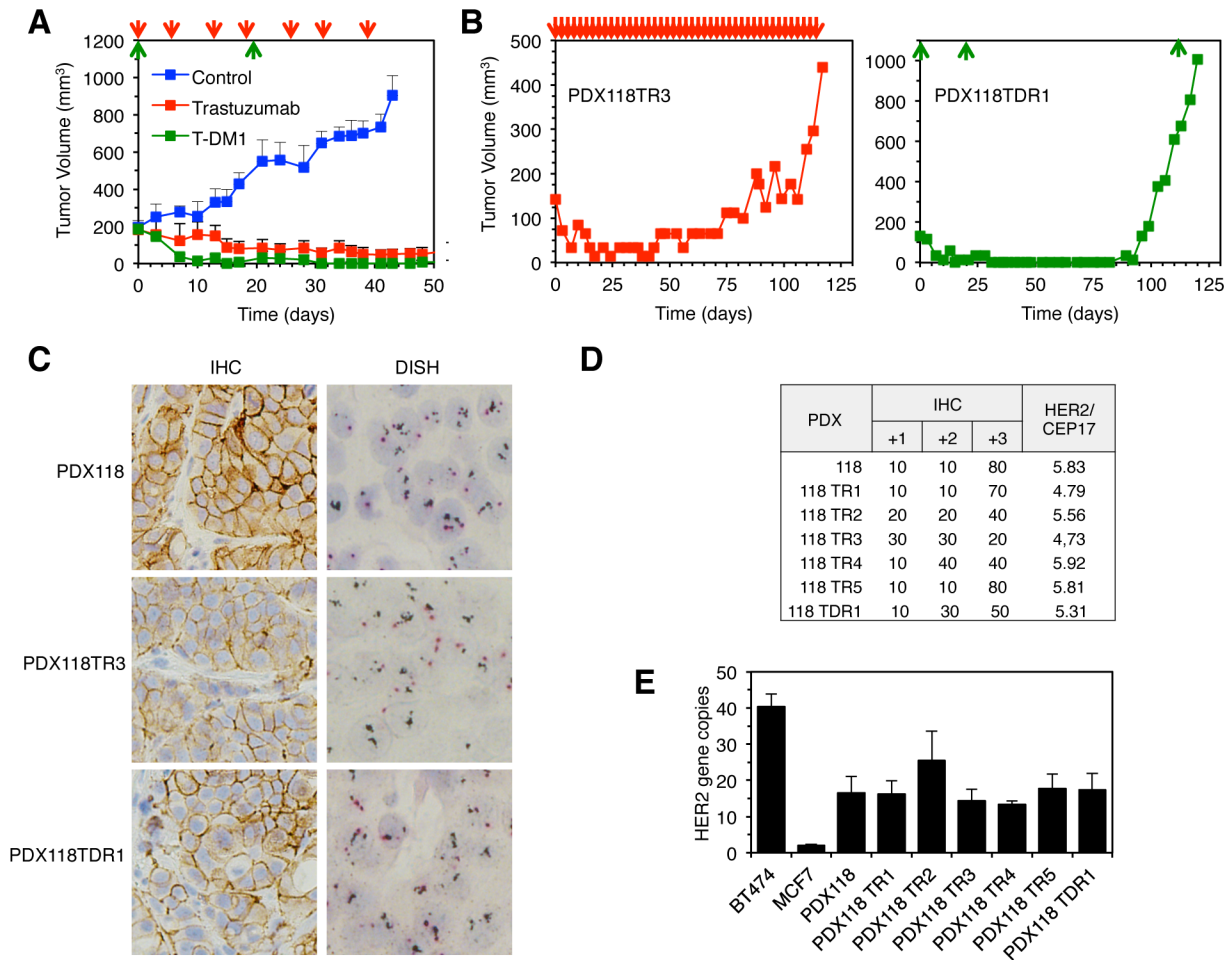 A
1200
1000
800
600
400
200
0
Tumor Volume (mm³)
Control
Trastuzumab
T-DM1
0 10 20 30 40 50
Time (days)
B
500
400
300
200
100
0
Tumor Volume (mm³)
PDX118TR3
0 25 50 75 100 125
Time (days)
1000
800
600
400
200
0
PDX118TDR1
0 25 50 75 100 125
Time (days)
C
IHC DISH
PDX118
PDX118TR3
PDX118TDR1
D
PDX IHC HER2/
CEP17
+1 +2 +3
118 10 10 80 5.83
118 TR1 10 10 70 4.79
118 TR2 20 20 40 5.56
118 TR3 30 30 20 4,73
118 TR4 10 40 40 5.92
118 TR5 10 10 80 5.81
118 TDR1 10 30 50 5.31
E
50
40
30
20
10
0
HER2 gene copies
BT474
MCF7
PDX118
PDX118 TR1
PDX118 TR2
PDX118 TR3
PDX118 TR4
PDX118 TR5
PDX118 TDR1